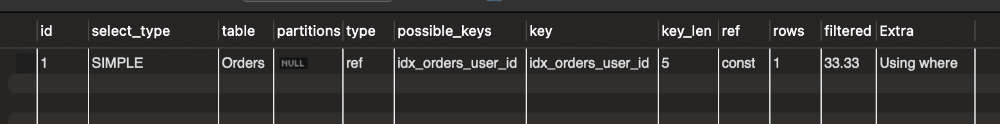 id select_type table partitions type possible_keys key key_len ref rows filtered Extra
1 SIMPLE Orders NULL ref idx_orders_user_id idx_orders_user_id 5 const 1 33.33 Using where